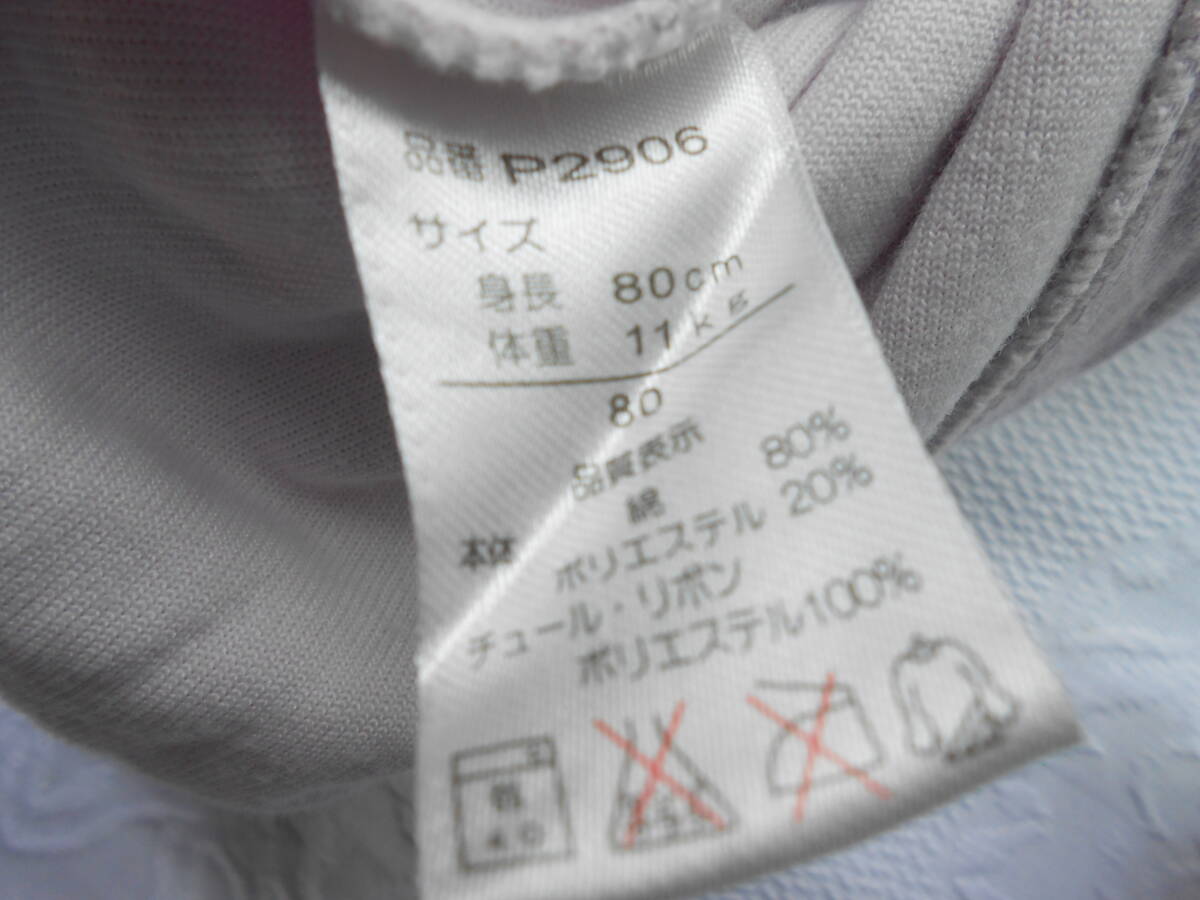 品番 P2906
サイズ
身長 80cm
体重 11kg
80
品質表示
綿 80%
本体 ポリエステル 20%
チュール・リボン
ポリエステル100%
弱
40